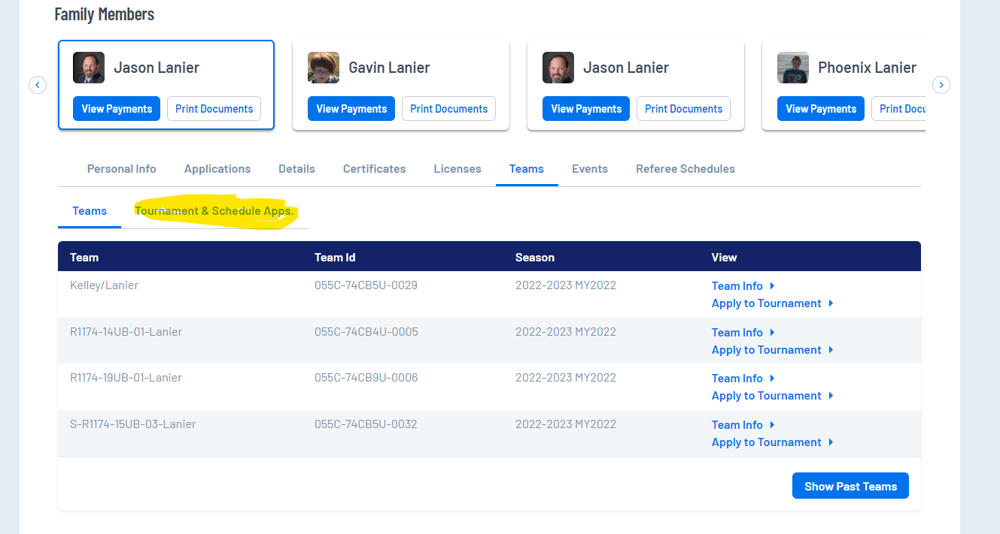 Family Members
Jason Lanier
View Payments Print Documents
Gavin Lanier
View Payments Print Documents
Jason Lanier
View Payments Print Documents
Phoenix Lanier
View Payments Print Docu
Personal Info Applications Details Certificates Licenses Teams Events Referee Schedules
Teams Tournament & Schedule Apps.
Team Team Id Season View
Kelley/Lanier 055C-74CB5U-0029 2022-2023 MY2022 Team Info
Apply to Tournament
R1174-14UB-01-Lanier 055C-74CB4U-0005 2022-2023 MY2022 Team Info
Apply to Tournament
R1174-19UB-01-Lanier 055C-74CB9U-0006 2022-2023 MY2022 Team Info
Apply to Tournament
S-R1174-15UB-03-Lanier 055C-74CB5U-0032 2022-2023 MY2022 Team Info
Apply to Tournament
Show Past Teams